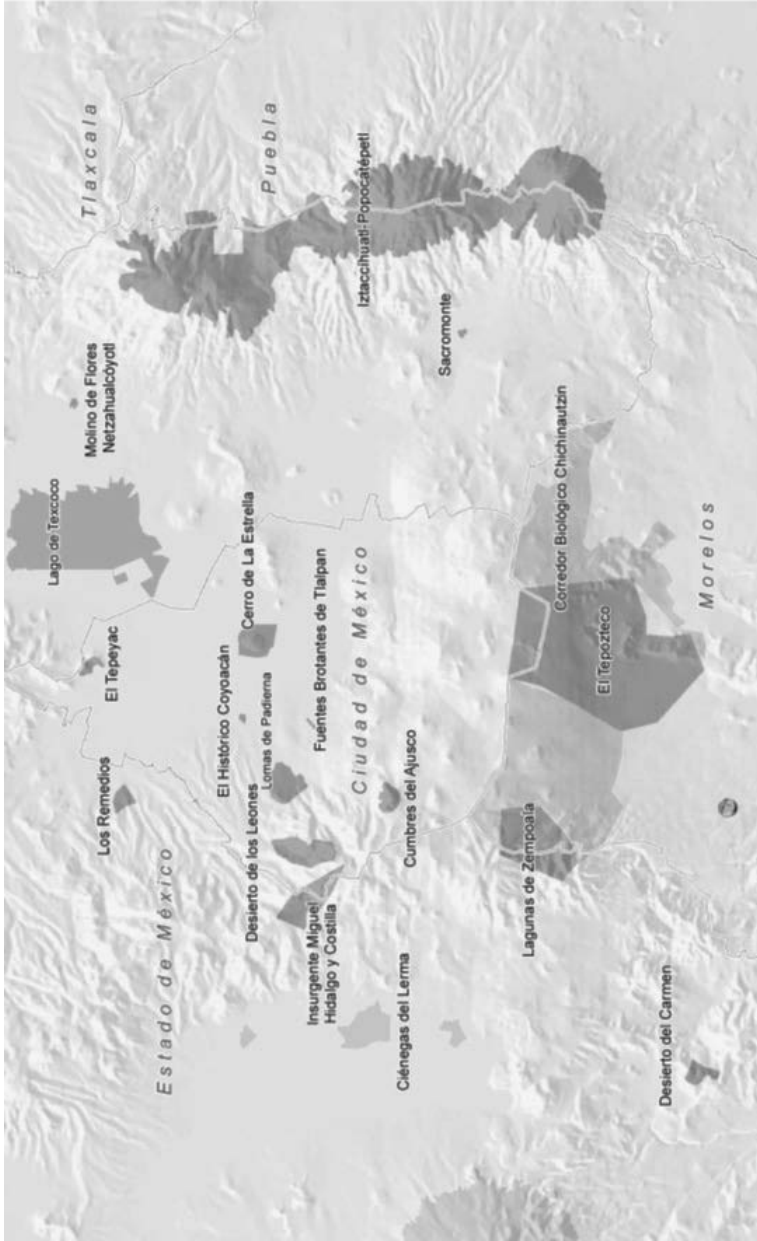 Tlaxcala
Puebla
Iztaccíhuatl-Popocatépetl
Molino de Flores
Netzahualcóyotl
Sacromonte
Lago de Texcoco
Cerro de La Estrella
Corredor Biológico Chichinautzin
El Tepeyac
El Histórico Coyoacán
Lomas de Padierna
Fuentes Brotantes de Tlalpan
Ciudad de México
El Tepozteco
Morelos
Los Remedios
Desierto de los Leones
Cumbres del Ajusco
Estado de México
Insurgente Miguel
Hidalgo y Costilla
Ciénegas del Lerma
Lagunas de Zempoala
Desierto del Carmen